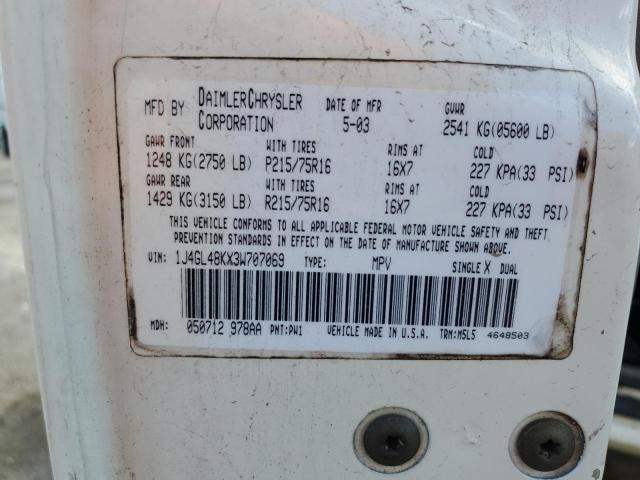 MFD BY DAIMLERCHRYSLER CORPORATION DATE OF MFR 5-03 GVWR 2541 KG(05600 LB)
GAWR FRONT WITH TIRES RIMS AT COLD
1248 KG(2750 LB) P215/75R16 16X7 227 KPA(33 PSI)
GAWR REAR WITH TIRES RIMS AT COLD
1429 KG(3150 LB) R215/75R16 16X7 227 KPA(33 PSI)
THIS VEHICLE CONFORMS TO ALL APPLICABLE FEDERAL MOTOR VEHICLE SAFETY AND THEFT
PREVENTION STANDARDS IN EFFECT ON THE DATE OF MANUFACTURE SHOWN ABOVE.
VIN: 1J4GL48KX3W707069 TYPE: MPV SINGLE X DUAL
MDH: 050712 978AA PNT:PW1 VEHICLE MADE IN U.S.A. TRM:M5L5 4648503